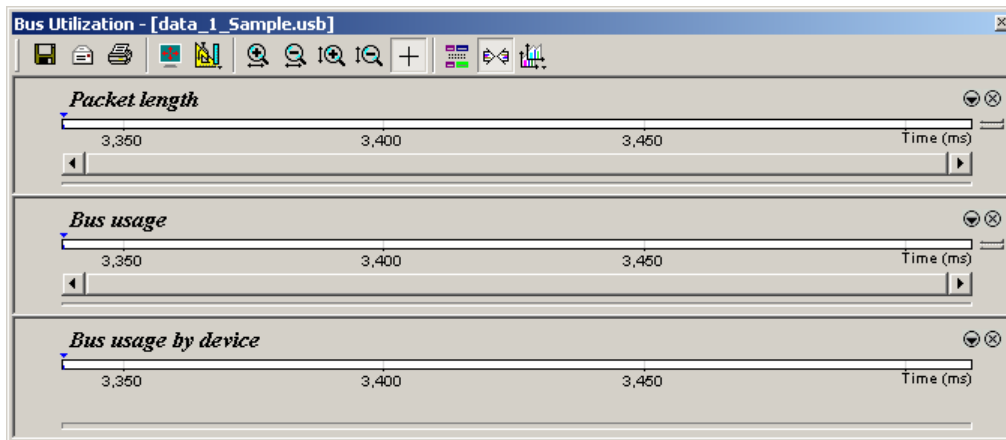 Bus Utilization - [data_1_Sample.usb]
Packet length
3,350 3,400 3,450 Time (ms)
Bus usage
3,350 3,400 3,450 Time (ms)
Bus usage by device
3,350 3,400 3,450 Time (ms)